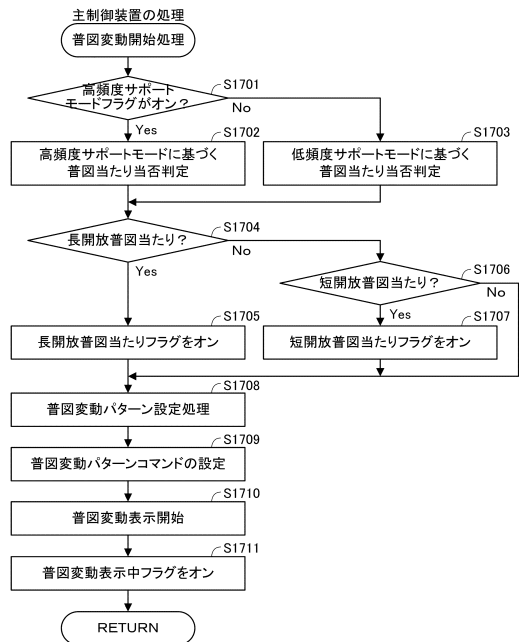 主制御装置の処理
普図変動開始処理
高頻度サポート
モードフラグがオン？
S1701
No
Yes
S1702
高頻度サポートモードに基づく
普図当たり当否判定
S1703
低頻度サポートモードに基づく
普図当たり当否判定
S1704
長開放普図当たり？
No
Yes
S1706
短開放普図当たり？
No
Yes
S1705
長開放普図当たりフラグをオン
S1707
短開放普図当たりフラグをオン
S1708
普図変動パターン設定処理
S1709
普図変動パターンコマンドの設定
S1710
普図変動表示開始
S1711
普図変動表示中フラグをオン
RETURN